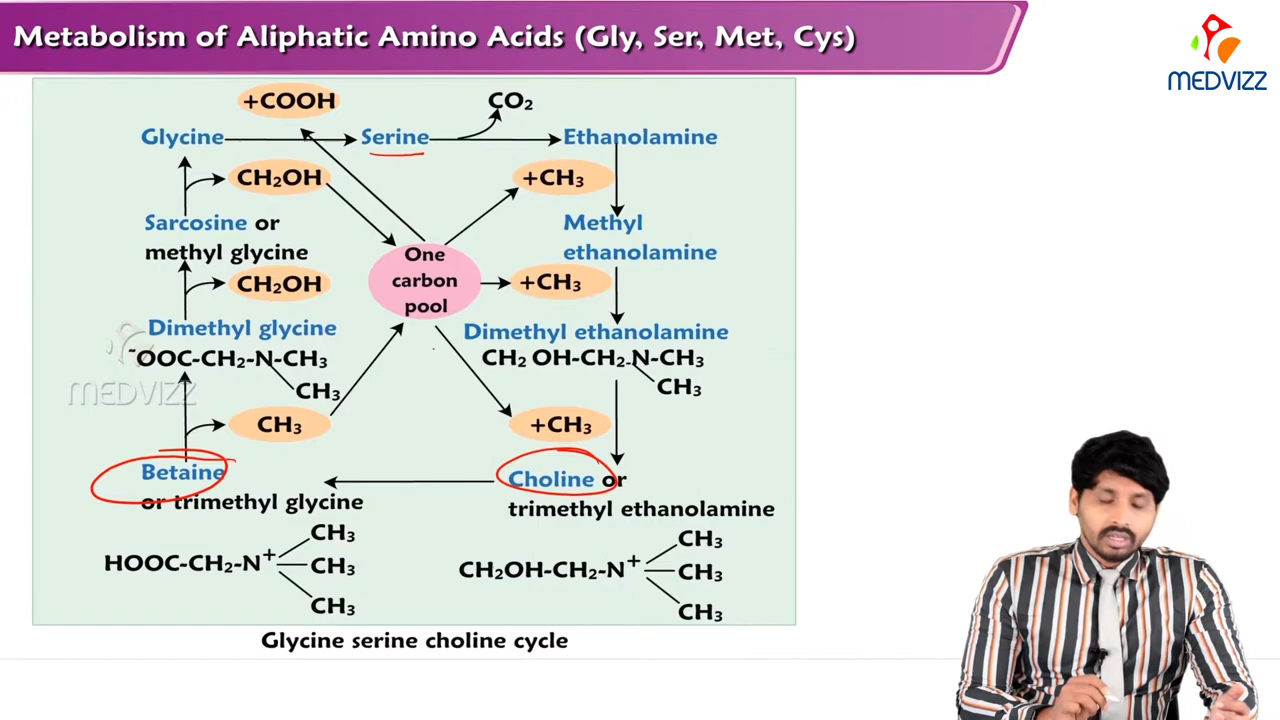 Metabolism of Aliphatic Amino Acids (Gly, Ser, Met, Cys)
MEDVIZZ
+COOH
CO2
Glycine
Serine
Ethanolamine
CH2OH
+CH3
Sarcosine or
methyl glycine
One
carbon
pool
Methyl
ethanolamine
CH2OH
+CH3
Dimethyl glycine
-OOC-CH2-N-CH3
CH3
Dimethyl ethanolamine
CH2 OH-CH2-N-CH3
CH3
MEDVIZZ
CH3
+CH3
Betaine
or trimethyl glycine
Choline or
trimethyl ethanolamine
CH3
HOOC-CH2-N+
CH3
CH3
CH3
CH2OH-CH2-N+
CH3
CH3
Glycine serine choline cycle